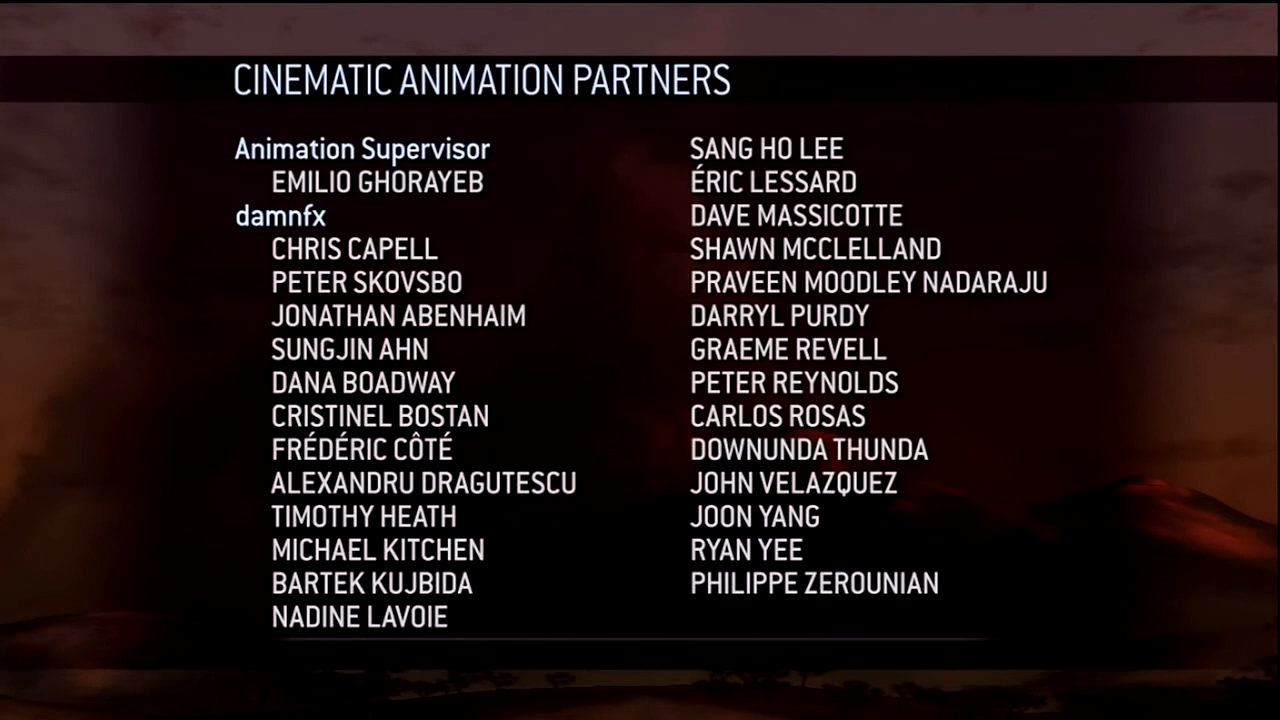 CINEMATIC ANIMATION PARTNERS
Animation Supervisor
EMILIO GHORAYEB
damnfx
CHRIS CAPELL
PETER SKOVSBO
JONATHAN ABENHAIM
SUNGJIN AHN
DANA BOADWAY
CRISTINEL BOSTAN
FRÉDÉRIC CÔTÉ
ALEXANDRU DRAGUTESCU
TIMOTHY HEATH
MICHAEL KITCHEN
BARTEK KUJBIDA
NADINE LAVOIE
SANG HO LEE
ÉRIC LESSARD
DAVE MASSICOTTE
SHAWN MCCLELLAND
PRAVEEN MOODLEY NADARAJU
DARRYL PURDY
GRAEME REVELL
PETER REYNOLDS
CARLOS ROSAS
DOWNUNDA THUNDA
JOHN VELAZQUEZ
JOON YANG
RYAN YEE
PHILIPPE ZEROUNIAN